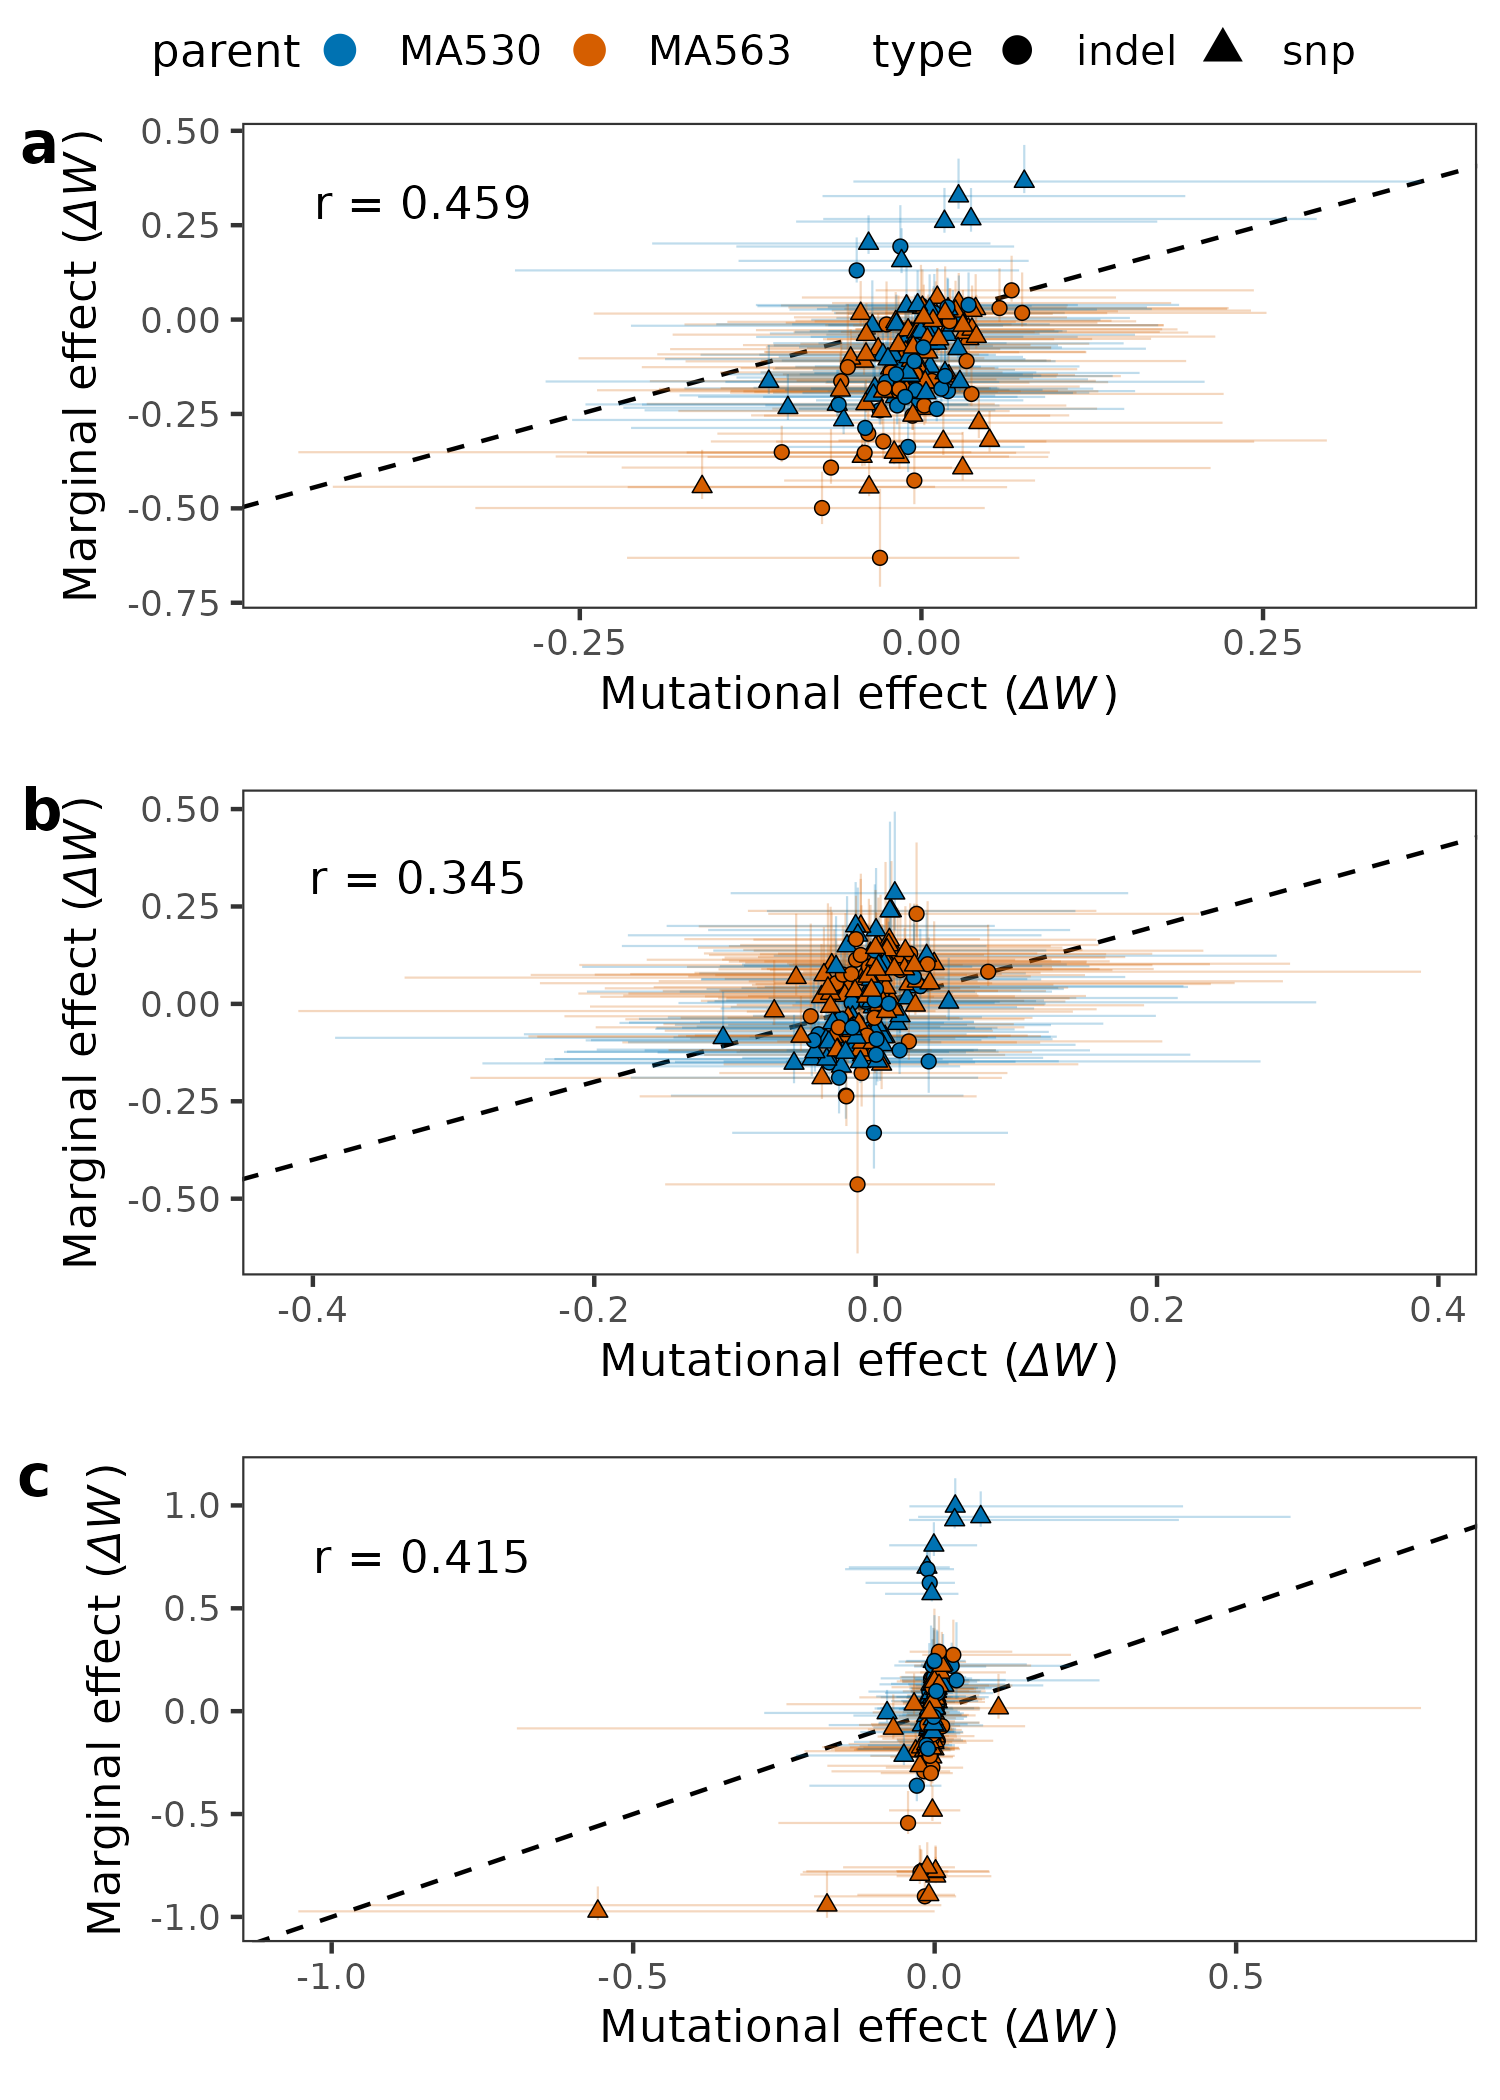 parent MA530 MA563 type indel snp
a
Marginal effect (ΔW)
0.50
0.25
0.00
-0.25
-0.50
-0.75
r = 0.459
-0.25 0.00 0.25
Mutational effect (ΔW)
b
Marginal effect (ΔW)
0.50
0.25
0.00
-0.25
-0.50
r = 0.345
-0.4 -0.2 0.0 0.2 0.4
Mutational effect (ΔW)
c
Marginal effect (ΔW)
1.0
0.5
0.0
-0.5
-1.0
r = 0.415
-1.0 -0.5 0.0 0.5
Mutational effect (ΔW)